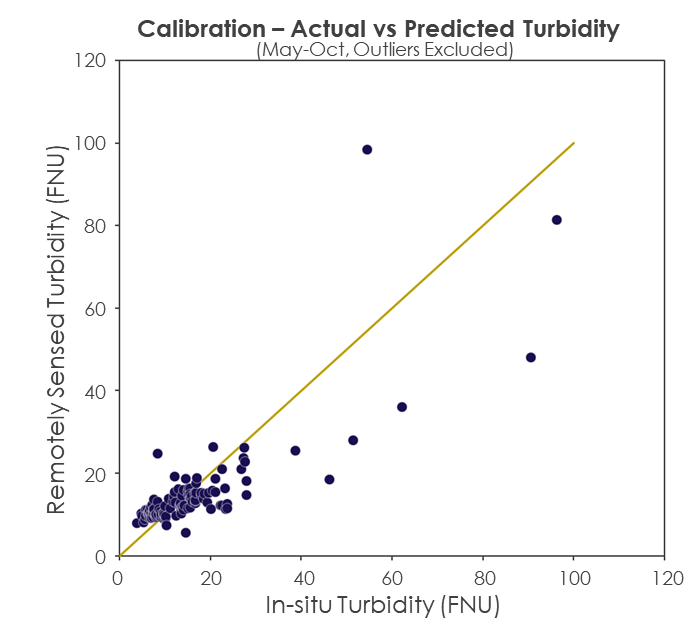 Calibration – Actual vs Predicted Turbidity
(May-Oct, Outliers Excluded)
Remotely Sensed Turbidity (FNU)
120
100
80
60
40
20
0
0 20 40 60 80 100 120
In-situ Turbidity (FNU)